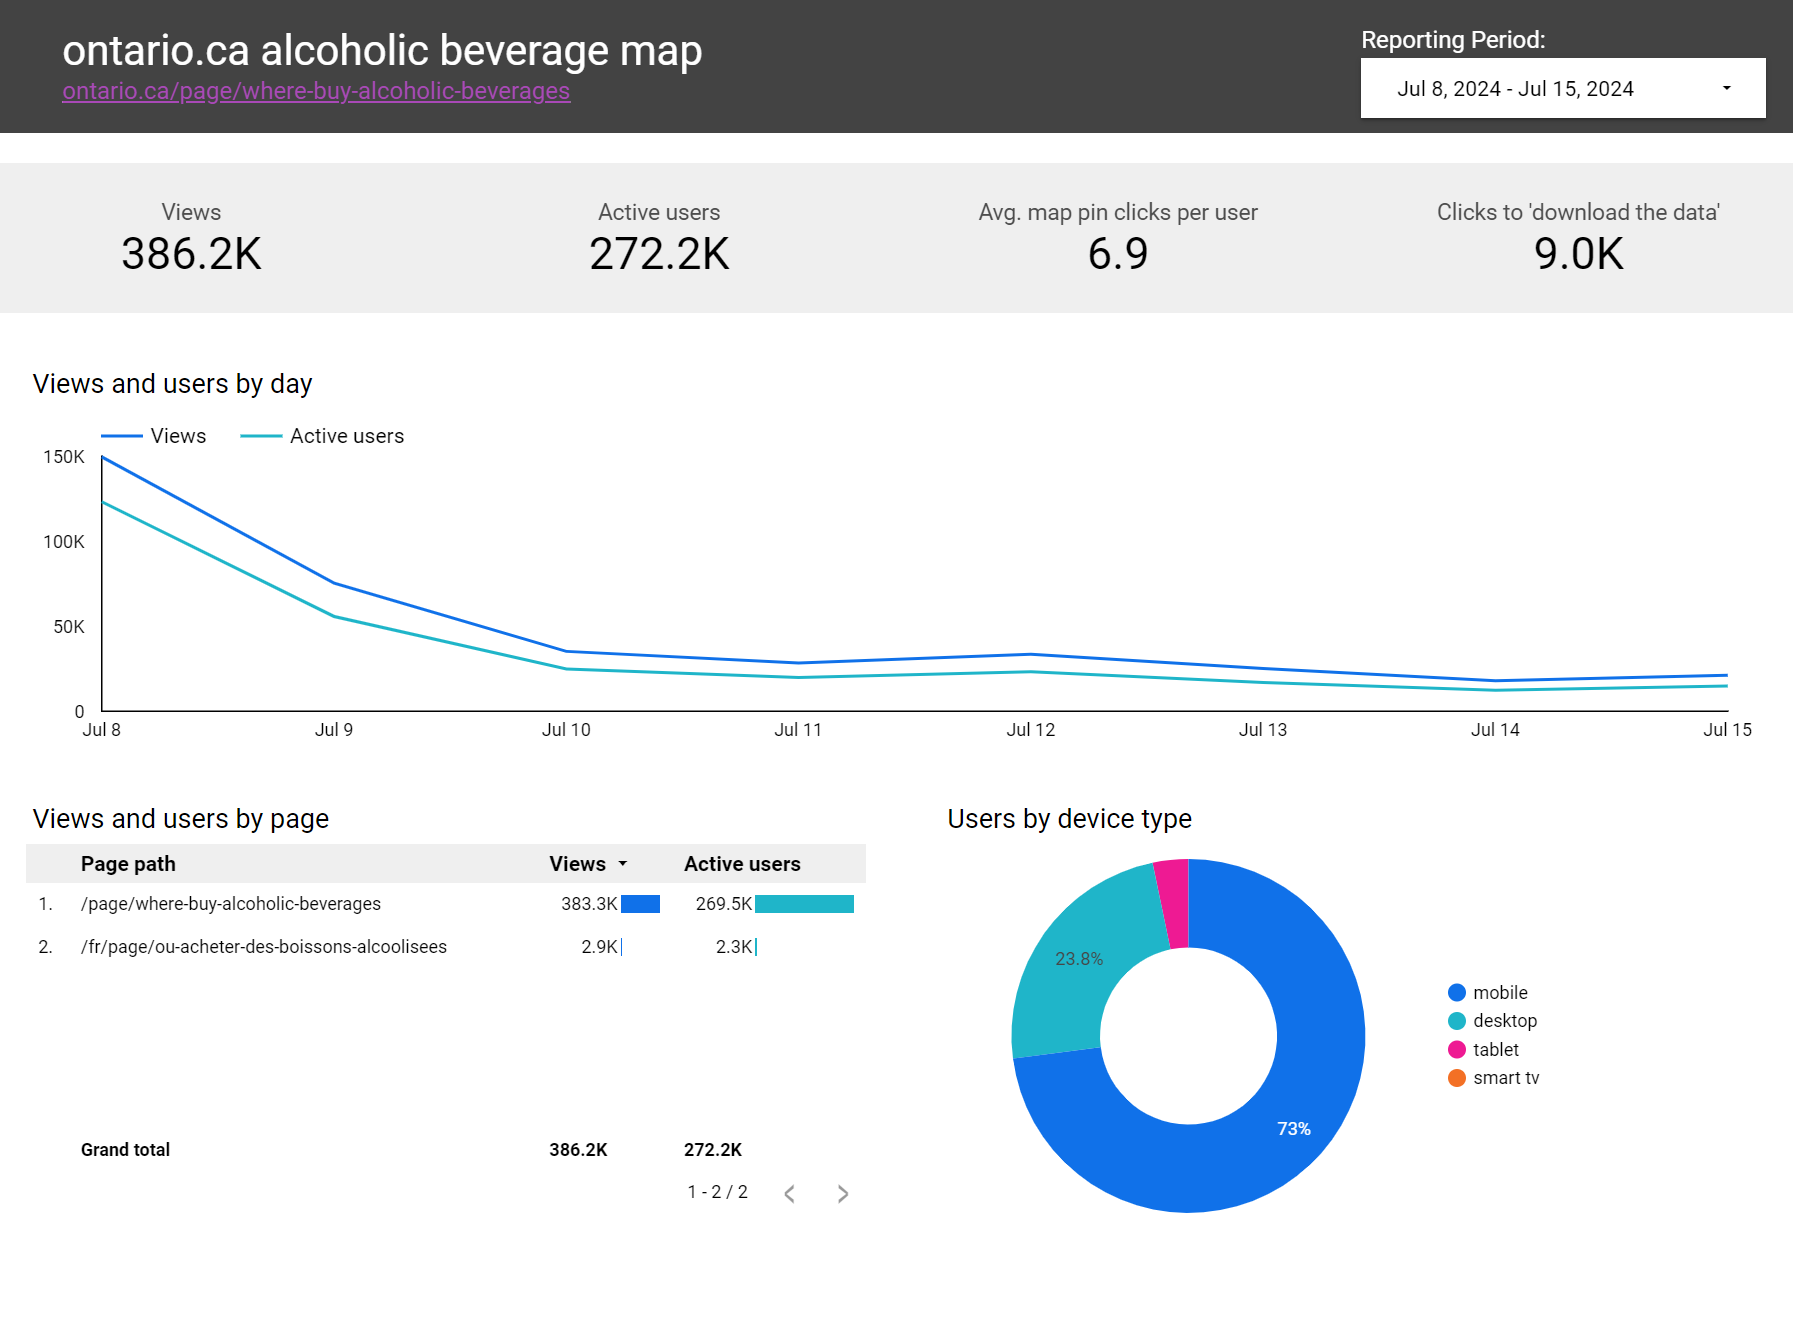 ontario.ca alcoholic beverage map
ontario.ca/page/where-buy-alcoholic-beverages
Reporting Period:
Jul 8, 2024 - Jul 15, 2024
Views
386.2K
Active users
272.2K
Avg. map pin clicks per user
6.9
Clicks to 'download the data'
9.0K
Views and users by day
Views Active users
150K
100K
50K
0
Jul 8 Jul 9 Jul 10 Jul 11 Jul 12 Jul 13 Jul 14 Jul 15
Views and users by page
Page path Views Active users
1. /page/where-buy-alcoholic-beverages 383.3K 269.5K
2. /fr/page/ou-acheter-des-boissons-alcoolisees 2.9K 2.3K
Grand total 386.2K 272.2K
1 - 2 / 2
Users by device type
23.8%
73%
mobile
desktop
tablet
smart tv